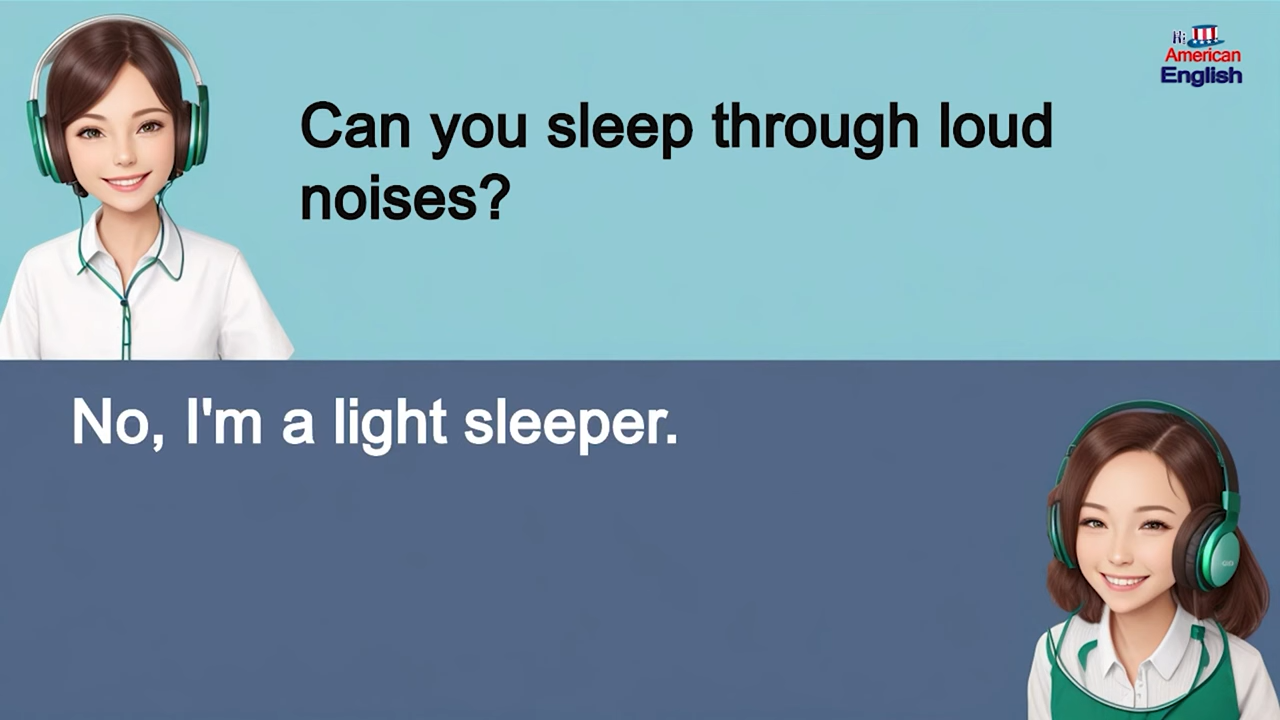 Hi
American
English
Can you sleep through loud
noises?
No, I'm a light sleeper.